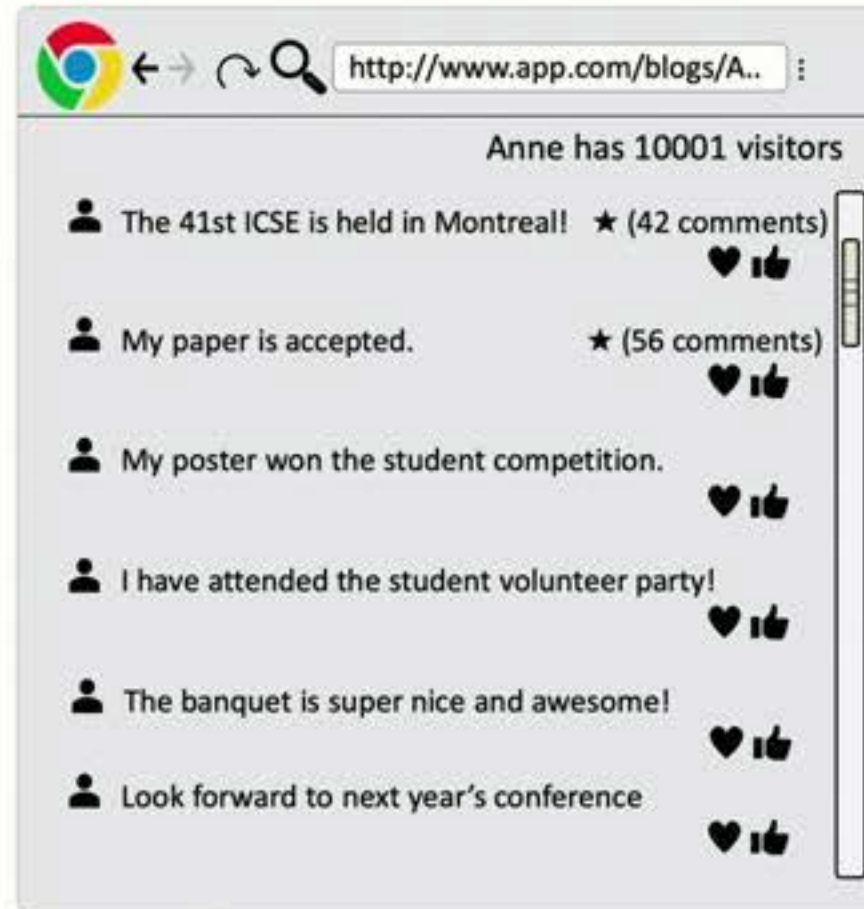 http://www.app.com/blogs/A..
Anne has 10001 visitors
The 41st ICSE is held in Montreal! ★ (42 comments)
My paper is accepted. ★ (56 comments)
My poster won the student competition.
I have attended the student volunteer party!
The banquet is super nice and awesome!
Look forward to next year’s conference